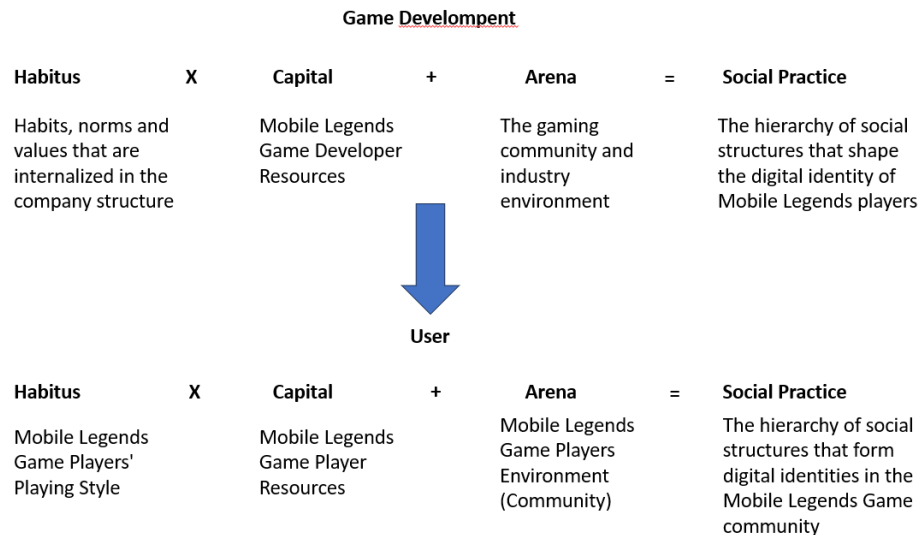 Game Develompent
Habitus X Capital + Arena = Social Practice
Habits, norms and
values that are
internalized in the
company structure
Mobile Legends
Game Developer
Resources
The gaming
community and
industry
environment
The hierarchy of social
structures that shape
the digital identity of
Mobile Legends players
User
Habitus X Capital + Arena = Social Practice
Mobile Legends
Game Players'
Playing Style
Mobile Legends
Game Player
Resources
Mobile Legends
Game Players
Environment
(Community)
The hierarchy of social
structures that form
digital identities in the
Mobile Legends Game
community